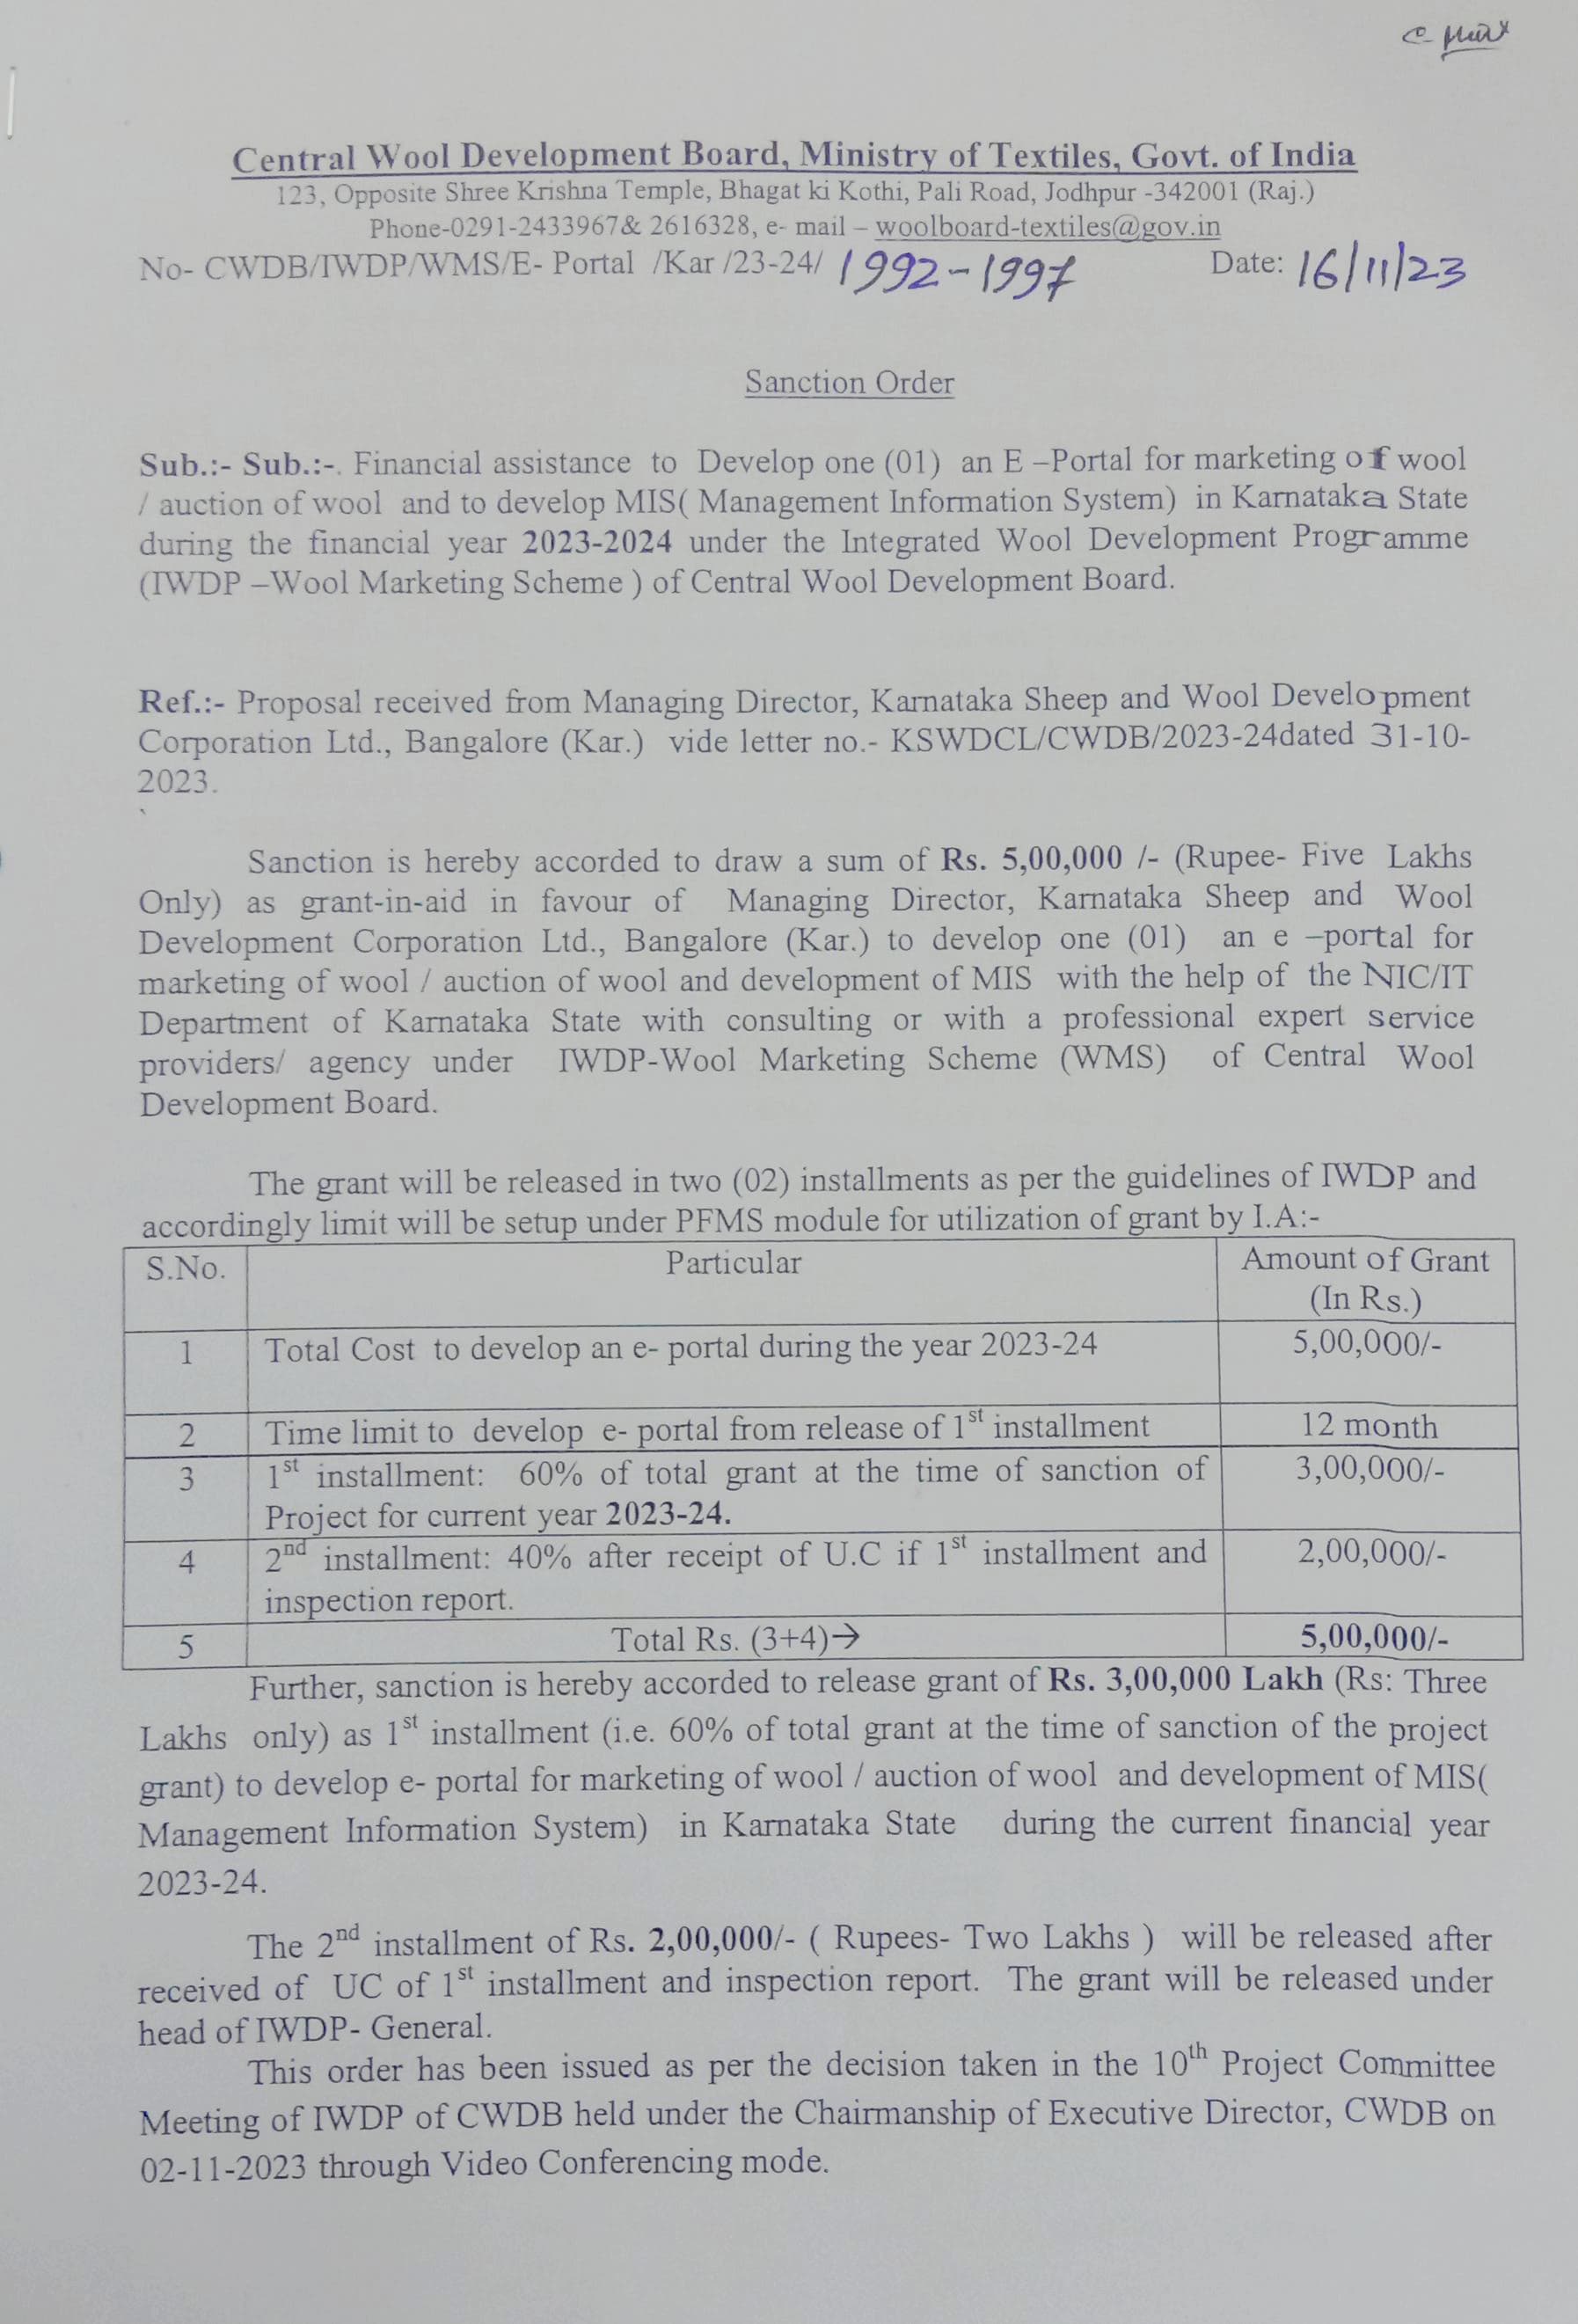 Central Wool Development Board, Ministry of Textiles, Govt. of India
123, Opposite Shree Krishna Temple, Bhagat ki Kothi, Pali Road, Jodhpur -342001 (Raj.)
Phone-0291-2433967& 2616328, e- mail – woolboard-textiles@gov.in
No- CWDB/IWDP/WMS/E- Portal /Kar /23-24/ 1992-1997 Date: 16/11/23
Sanction Order
Sub.:- Sub.:-. Financial assistance to Develop one (01) an E –Portal for marketing of wool
/ auction of wool and to develop MIS( Management Information System) in Karnataka State
during the financial year 2023-2024 under the Integrated Wool Development Programme
(IWDP –Wool Marketing Scheme ) of Central Wool Development Board.
Ref.:- Proposal received from Managing Director, Karnataka Sheep and Wool Development
Corporation Ltd., Bangalore (Kar.) vide letter no.- KSWDCL/CWDB/2023-24dated 31-10-
2023.
Sanction is hereby accorded to draw a sum of Rs. 5,00,000 /- (Rupee- Five Lakhs
Only) as grant-in-aid in favour of Managing Director, Karnataka Sheep and Wool
Development Corporation Ltd., Bangalore (Kar.) to develop one (01) an e –portal for
marketing of wool / auction of wool and development of MIS with the help of the NIC/IT
Department of Karnataka State with consulting or with a professional expert service
providers/ agency under IWDP-Wool Marketing Scheme (WMS) of Central Wool
Development Board.
The grant will be released in two (02) installments as per the guidelines of IWDP and
accordingly limit will be setup under PFMS module for utilization of grant by I.A:-
S.No. Particular Amount of Grant
(In Rs.)
1 Total Cost to develop an e- portal during the year 2023-24 5,00,000/-
2 Time limit to develop e- portal from release of 1st installment 12 month
3 1st installment: 60% of total grant at the time of sanction of 3,00,000/-
Project for current year 2023-24.
4 2nd installment: 40% after receipt of U.C if 1st installment and 2,00,000/-
inspection report.
5 Total Rs. (3+4)→ 5,00,000/-
Further, sanction is hereby accorded to release grant of Rs. 3,00,000 Lakh (Rs: Three
Lakhs only) as 1st installment (i.e. 60% of total grant at the time of sanction of the project
grant) to develop e- portal for marketing of wool / auction of wool and development of MIS(
Management Information System) in Karnataka State during the current financial year
2023-24.
The 2nd installment of Rs. 2,00,000/- ( Rupees- Two Lakhs ) will be released after
received of UC of 1st installment and inspection report. The grant will be released under
head of IWDP- General.
This order has been issued as per the decision taken in the 10th Project Committee
Meeting of IWDP of CWDB held under the Chairmanship of Executive Director, CWDB on
02-11-2023 through Video Conferencing mode.